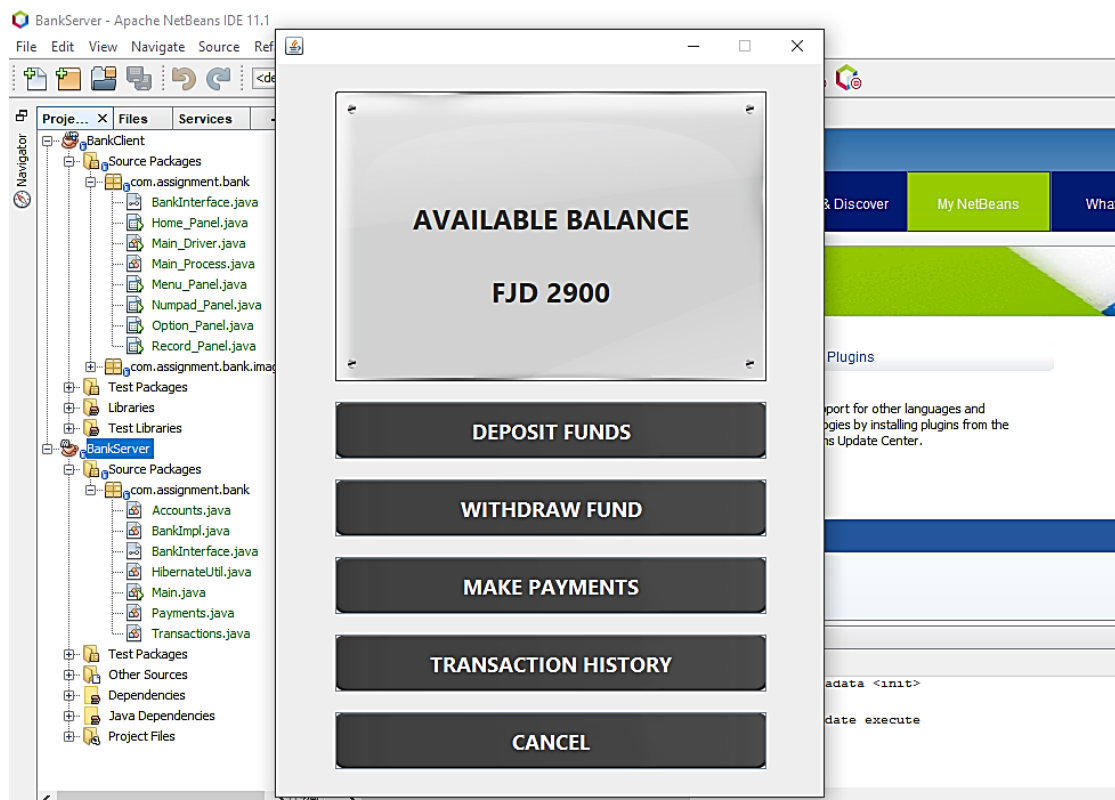 BankServer - Apache NetBeans IDE 11.1
File Edit View Navigate Source
Proje... Files Services
Navigator
BankClient
Source Packages
com.assignment.bank
BankInterface.java
Home_Panel.java
Main_Driver.java
Main_Process.java
Menu_Panel.java
Numpad_Panel.java
Option_Panel.java
Record_Panel.java
com.assignment.bank.imag
Test Packages
Libraries
Test Libraries
BankServer
Source Packages
com.assignment.bank
Accounts.java
BankImpl.java
BankInterface.java
HibernateUtil.java
Main.java
Payments.java
Transactions.java
Test Packages
Other Sources
Dependencies
Java Dependencies
Project Files
AVAILABLE BALANCE
FJD 2900
DEPOSIT FUNDS
WITHDRAW FUND
MAKE PAYMENTS
TRANSACTION HISTORY
CANCEL
& Discover My NetBeans
Plugins
port for other languages and
ogies by installing plugins from the
ns Update Center.
adata <init>
date execute